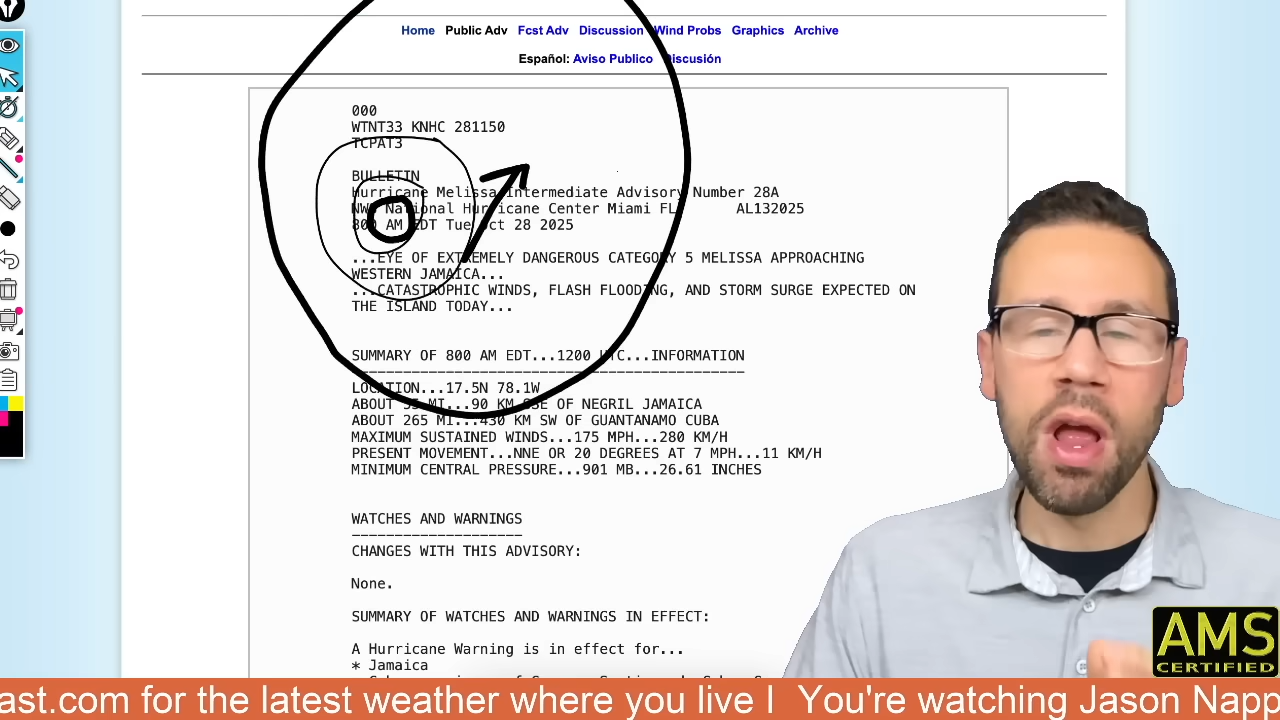 Home Public Adv Fcst Adv Discussion Wind Probs Graphics Archive
Español: Aviso Publico Discusión
000
WTNT33 KNHC 281150
TCPAT3
BULLETIN
Hurricane Melissa Intermediate Advisory Number 28A
NWS National Hurricane Center Miami FL AL132025
800 AM EDT Tue Oct 28 2025
...EYE OF EXTREMELY DANGEROUS CATEGORY 5 MELISSA APPROACHING
WESTERN JAMAICA...
...CATASTROPHIC WINDS, FLASH FLOODING, AND STORM SURGE EXPECTED ON
THE ISLAND TODAY...
SUMMARY OF 800 AM EDT...1200 UTC...INFORMATION
----------------------------------------------
LOCATION...17.5N 78.1W
ABOUT 55 MI...90 KM SSE OF NEGRIL JAMAICA
ABOUT 265 MI...430 KM SW OF GUANTANAMO CUBA
MAXIMUM SUSTAINED WINDS...175 MPH...280 KM/H
PRESENT MOVEMENT...NNE OR 20 DEGREES AT 7 MPH...11 KM/H
MINIMUM CENTRAL PRESSURE...901 MB...26.61 INCHES
WATCHES AND WARNINGS
--------------------
CHANGES WITH THIS ADVISORY:
None.
SUMMARY OF WATCHES AND WARNINGS IN EFFECT:
A Hurricane Warning is in effect for...
* Jamaica
AMS
CERTIFIED
ast.com for the latest weather where you live I You're watching Jason Napp